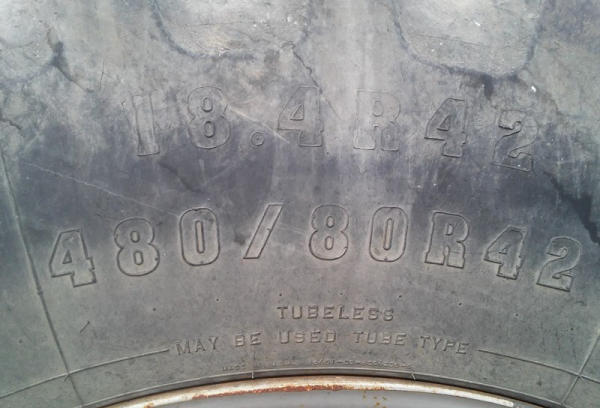 18.4R42
480/80R42
TUBELESS
MAY BE USED TUBE TYPE